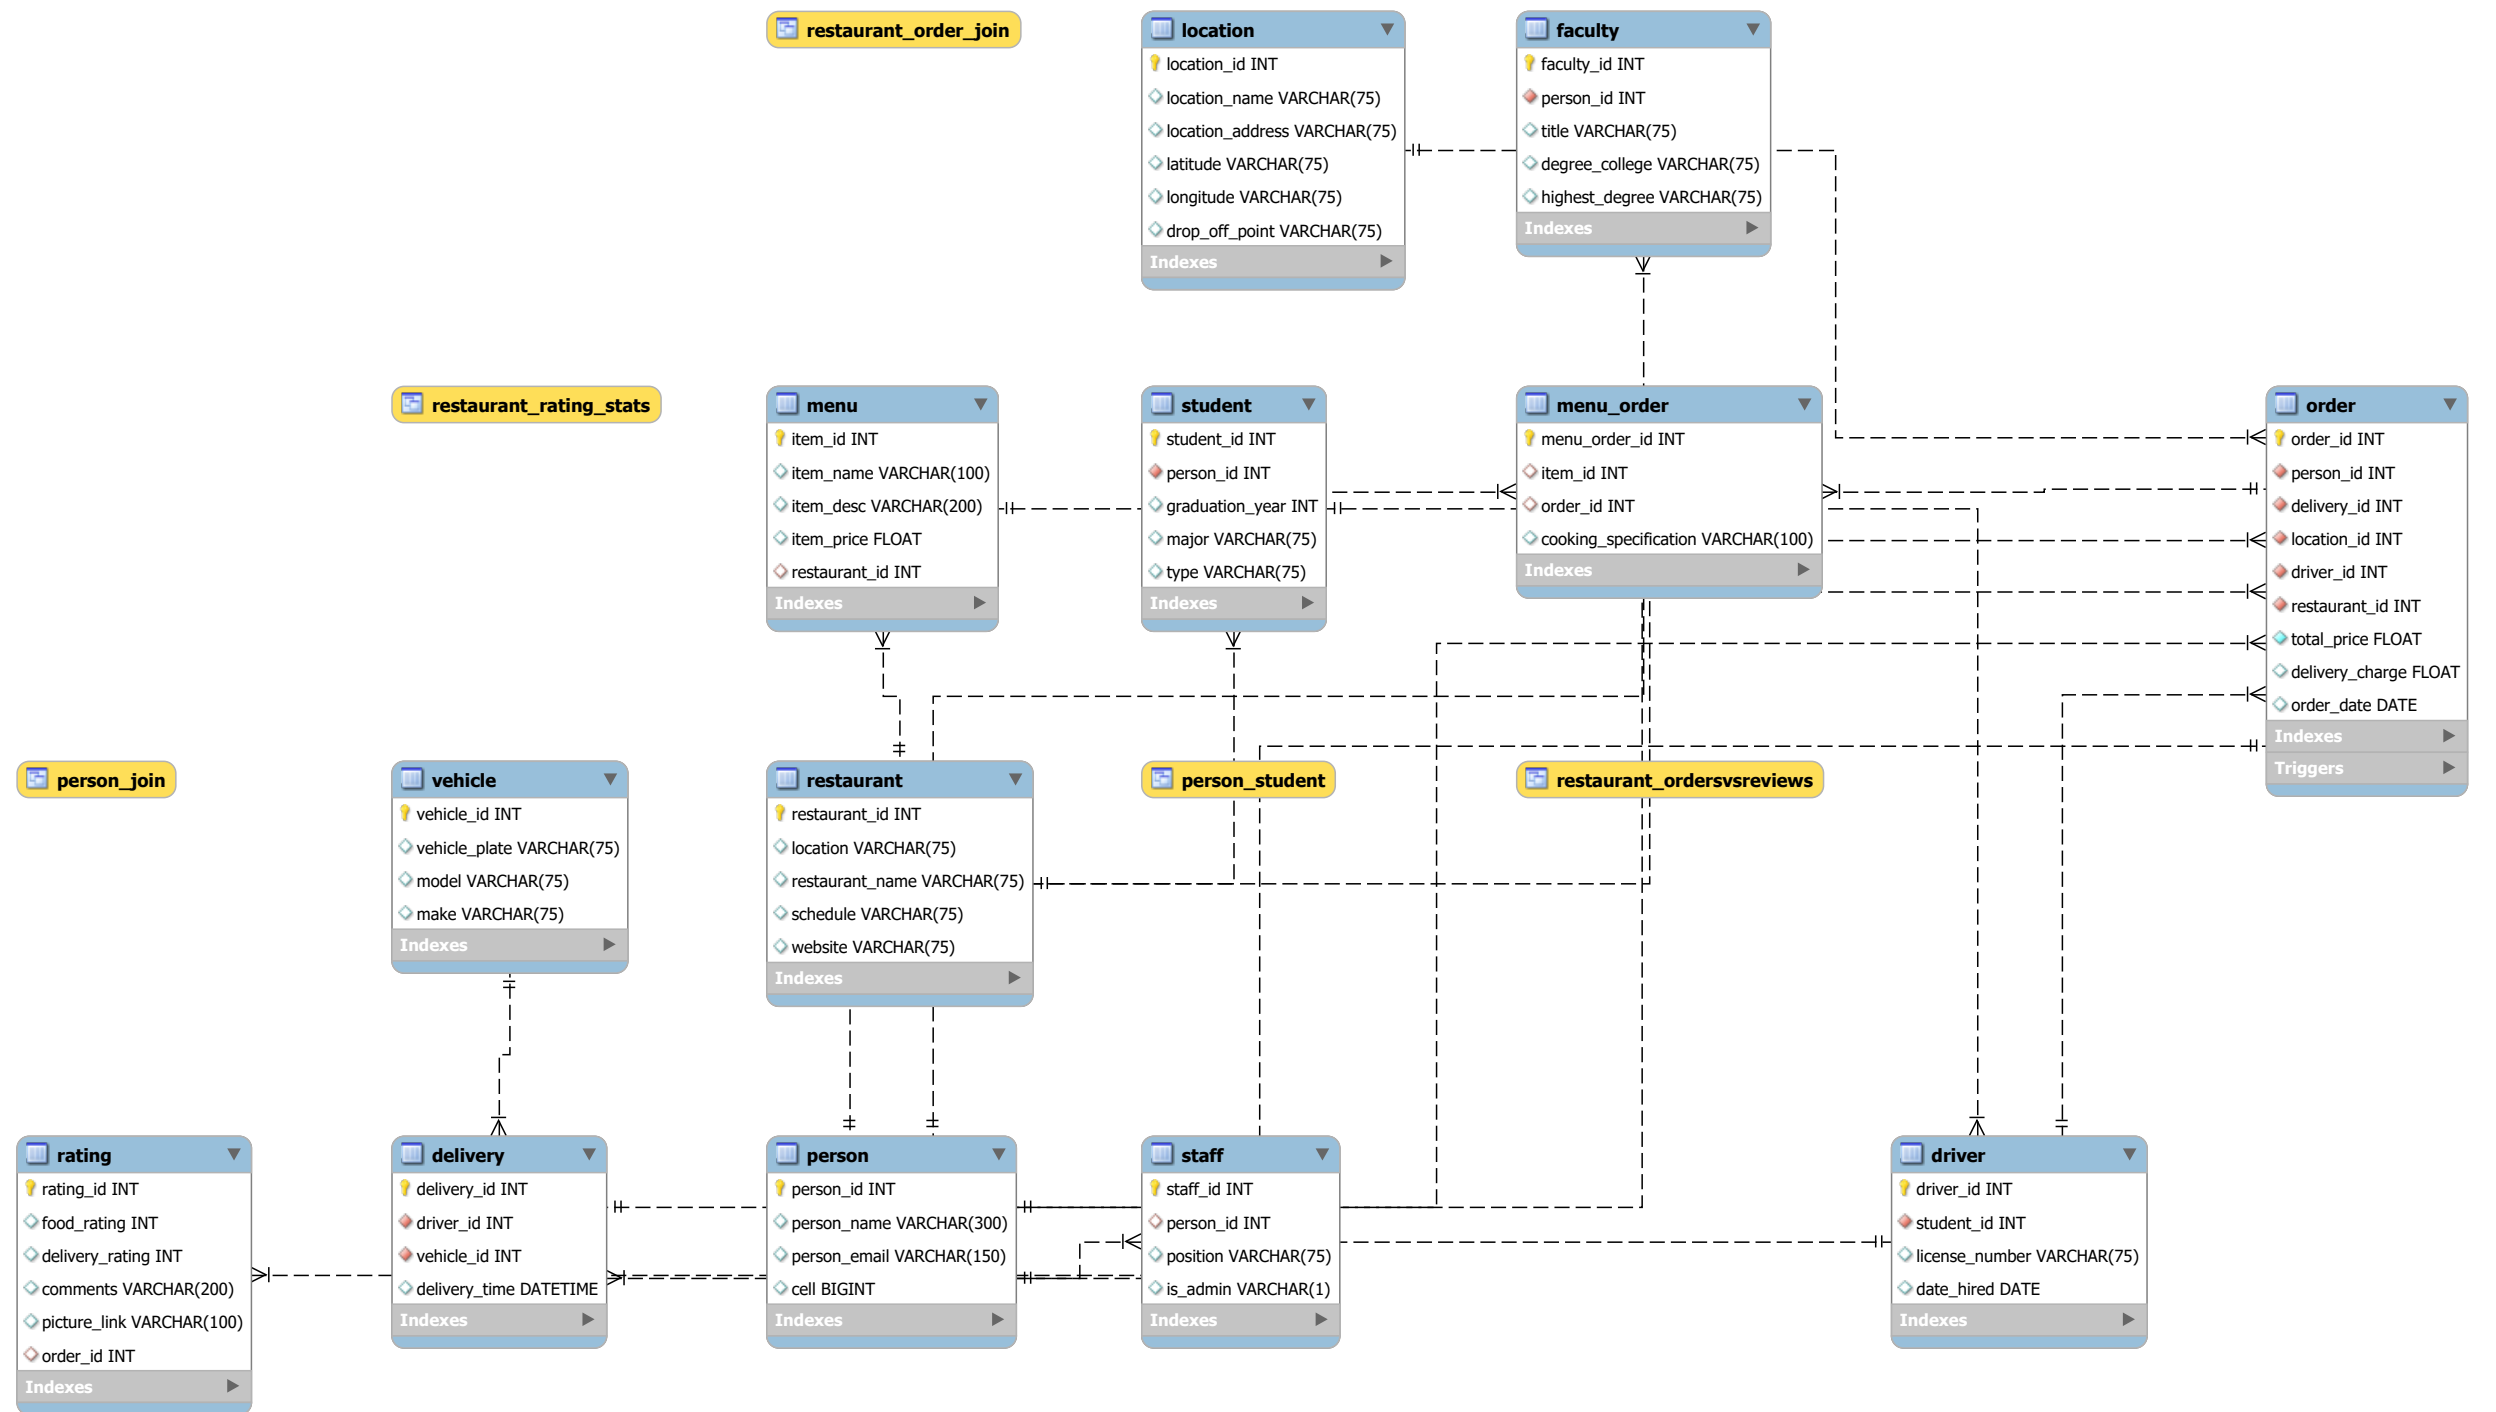 restaurant_order_join
location
location_id INT
location_name VARCHAR(75)
location_address VARCHAR(75)
latitude VARCHAR(75)
longitude VARCHAR(75)
drop_off_point VARCHAR(75)
Indexes
faculty
faculty_id INT
person_id INT
title VARCHAR(75)
degree_college VARCHAR(75)
highest_degree VARCHAR(75)
Indexes
restaurant_rating_stats
menu
item_id INT
item_name VARCHAR(100)
item_desc VARCHAR(200)
item_price FLOAT
restaurant_id INT
Indexes
student
student_id INT
person_id INT
graduation_year INT
major VARCHAR(75)
type VARCHAR(75)
Indexes
menu_order
menu_order_id INT
item_id INT
order_id INT
cooking_specification VARCHAR(100)
Indexes
order
order_id INT
person_id INT
delivery_id INT
location_id INT
driver_id INT
restaurant_id INT
total_price FLOAT
delivery_charge FLOAT
order_date DATE
Indexes
Triggers
person_join
vehicle
vehicle_id INT
vehicle_plate VARCHAR(75)
model VARCHAR(75)
make VARCHAR(75)
Indexes
restaurant
restaurant_id INT
location VARCHAR(75)
restaurant_name VARCHAR(75)
schedule VARCHAR(75)
website VARCHAR(75)
Indexes
person_student
restaurant_ordersvsreviews
rating
rating_id INT
food_rating INT
delivery_rating INT
comments VARCHAR(200)
picture_link VARCHAR(100)
order_id INT
Indexes
delivery
delivery_id INT
driver_id INT
vehicle_id INT
delivery_time DATETIME
Indexes
person
person_id INT
person_name VARCHAR(300)
person_email VARCHAR(150)
cell BIGINT
Indexes
staff
staff_id INT
person_id INT
position VARCHAR(75)
is_admin VARCHAR(1)
Indexes
driver
driver_id INT
student_id INT
license_number VARCHAR(75)
date_hired DATE
Indexes